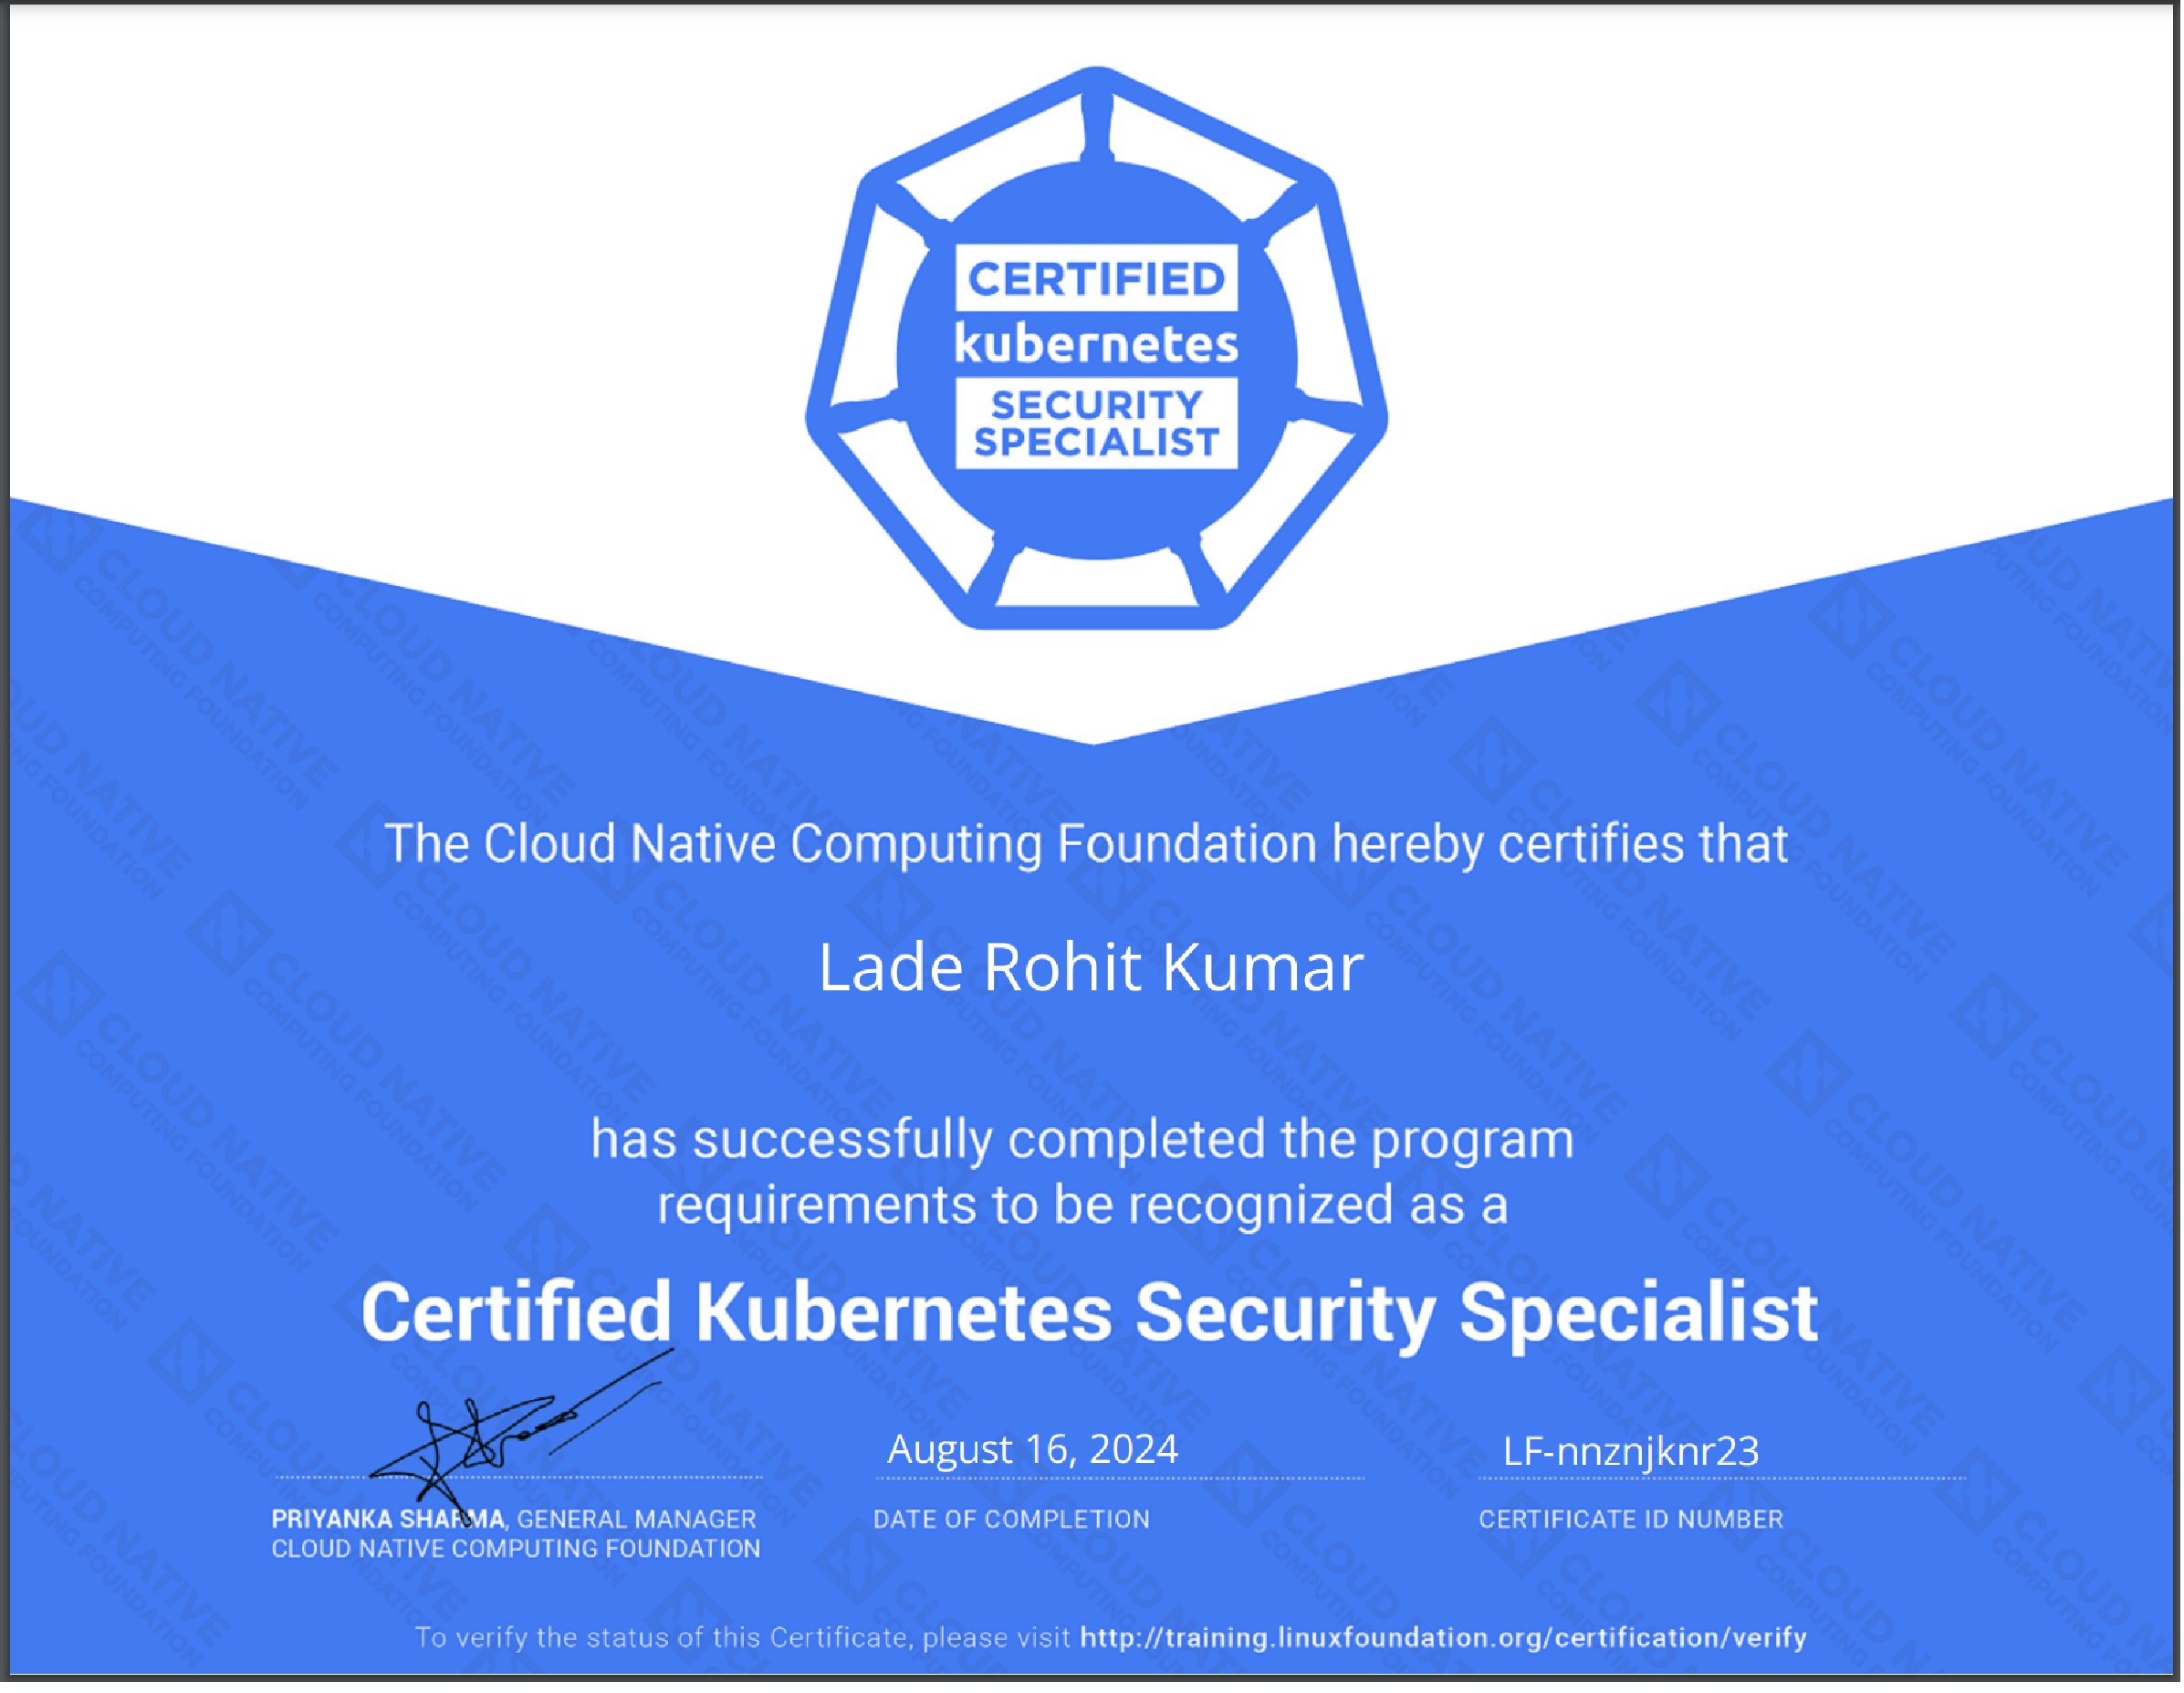 CERTIFIED
kubernetes
SECURITY
SPECIALIST
The Cloud Native Computing Foundation hereby certifies that
Lade Rohit Kumar
has successfully completed the program
requirements to be recognized as a
Certified Kubernetes Security Specialist
August 16, 2024
LF-nnznjknr23
PRIYANKA SHARMA, GENERAL MANAGER
CLOUD NATIVE COMPUTING FOUNDATION
DATE OF COMPLETION
CERTIFICATE ID NUMBER
To verify the status of this Certificate, please visit http://training.linuxfoundation.org/certification/verify